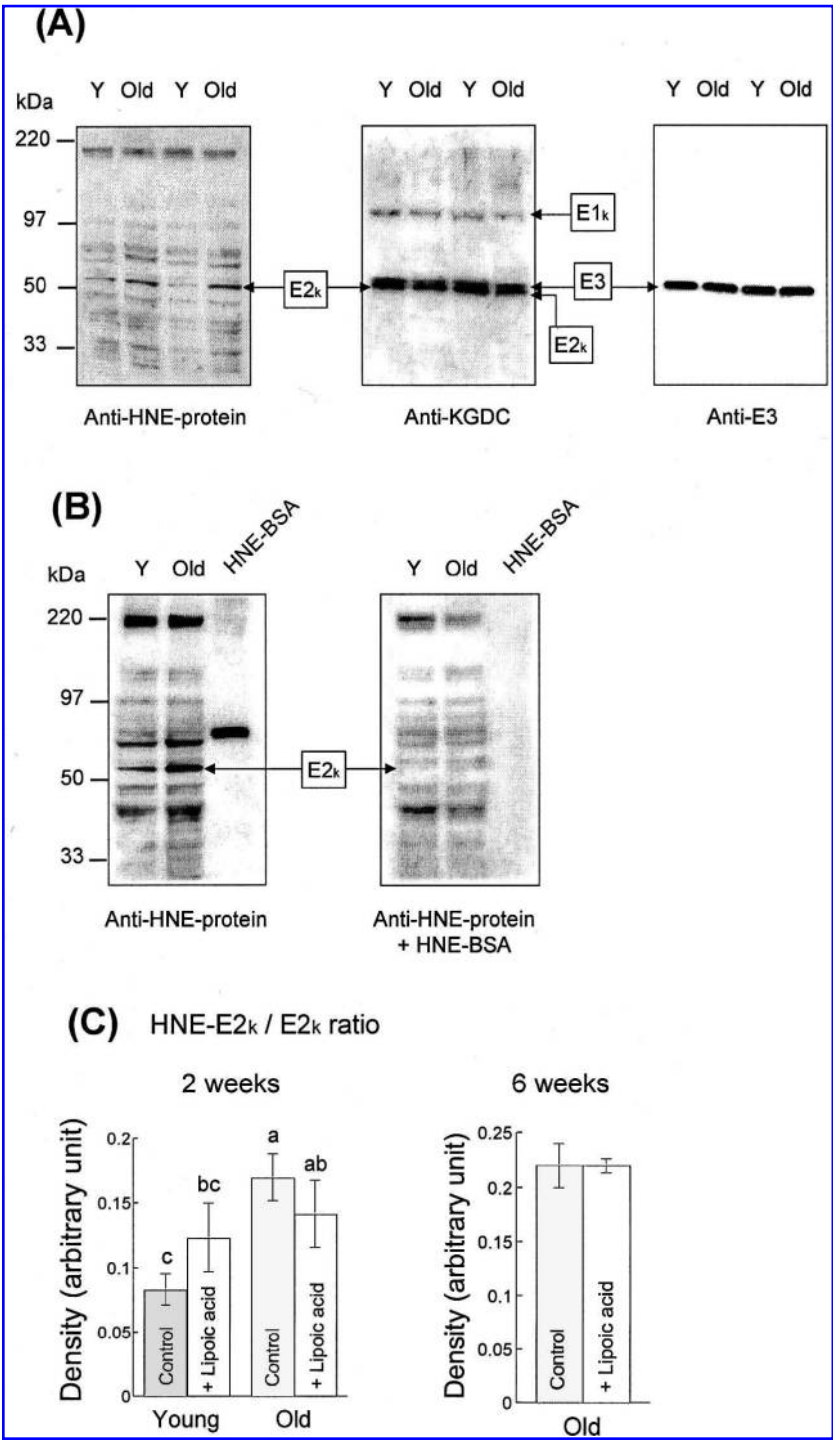 (A)
Y Old Y Old
Y Old Y Old
Y Old Y Old
kDa
220
97
50
33
E1k
E2k
E3
E2k
Anti-HNE-protein
Anti-KGDC
Anti-E3
(B)
kDa
Y Old HNE-BSA
Y Old HNE-BSA
220
97
50
33
E2k
Anti-HNE-protein
Anti-HNE-protein
+ HNE-BSA
(C) HNE-E2k / E2k ratio
2 weeks
Density (arbitrary unit)
0.2
0.15
0.1
0.05
0
c
bc
a
ab
Control
+ Lipoic acid
Control
+ Lipoic acid
Young
Old
6 weeks
Density (arbitrary unit)
0.25
0.2
0.15
0.1
0.05
0
Control
+ Lipoic acid
Old